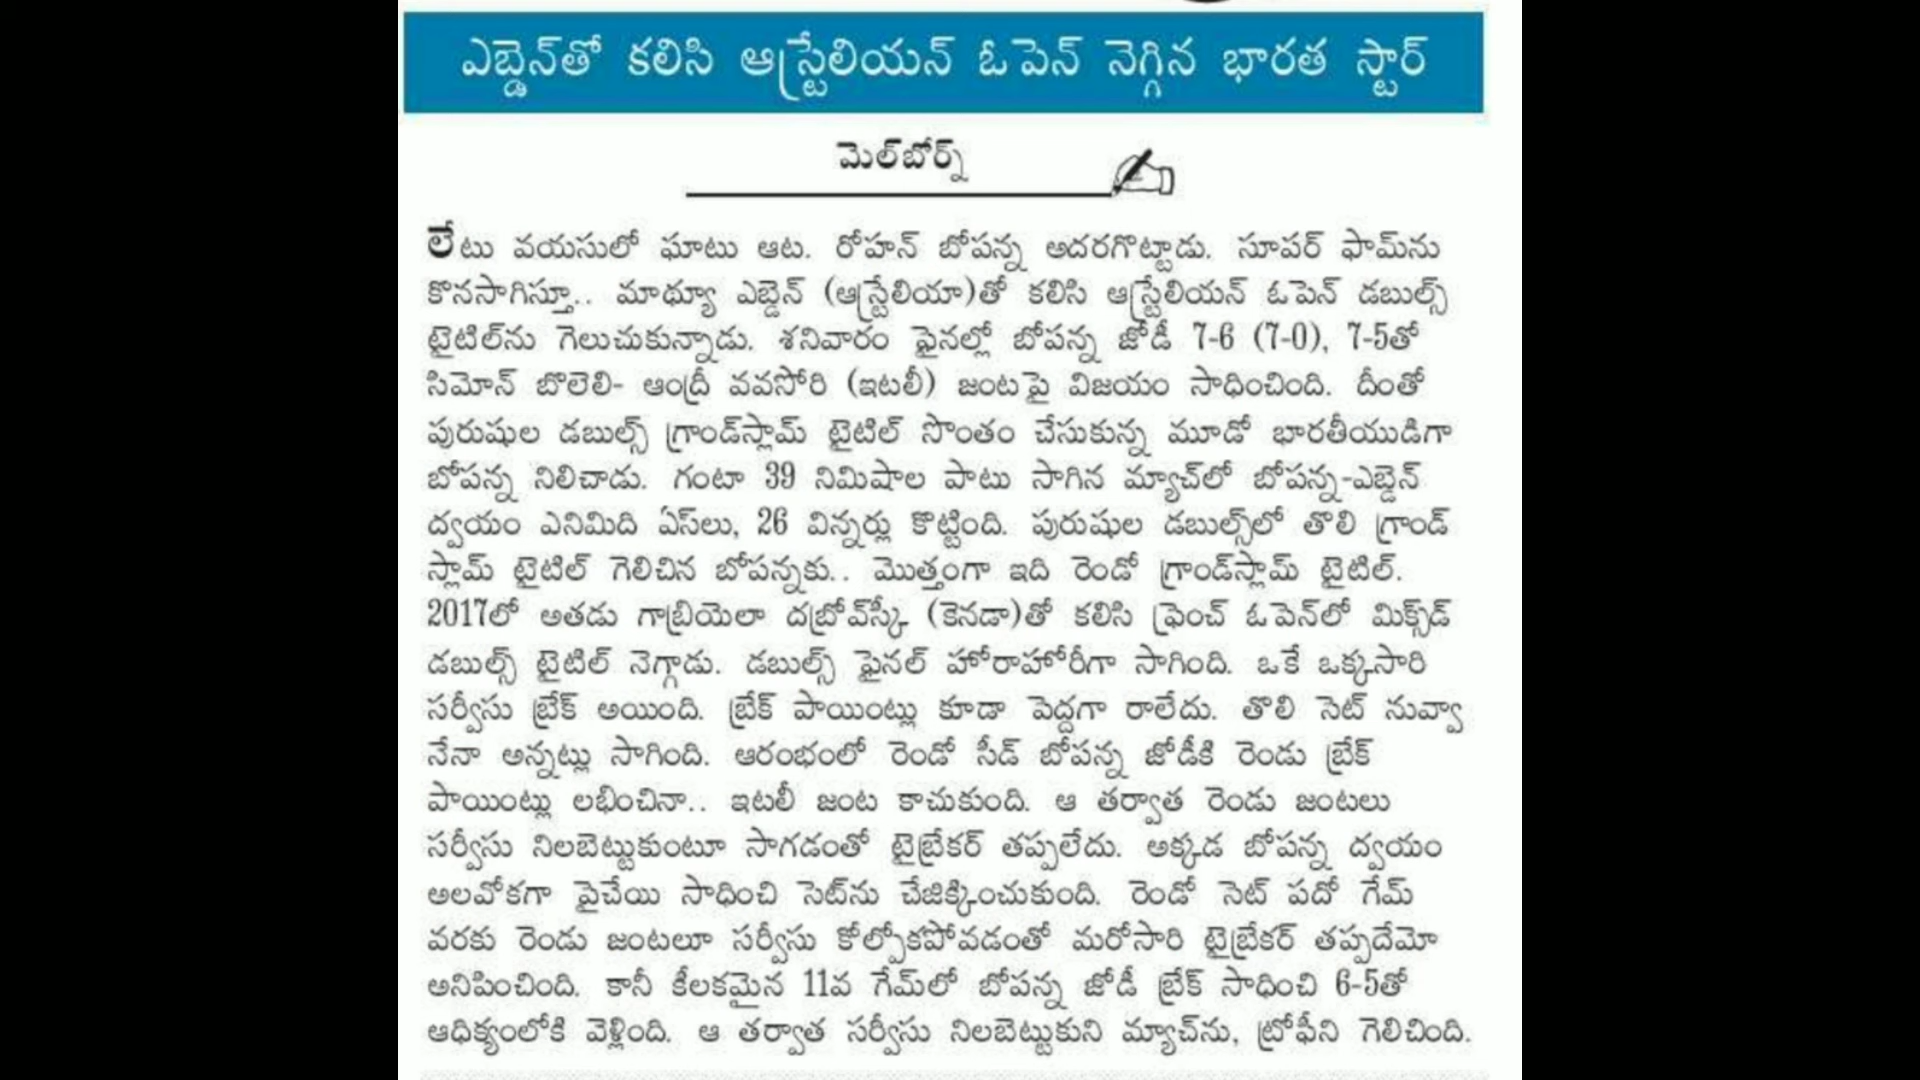 ఎబ్డెన్‌తో కలిసి ఆస్ట్రేలియన్ ఓపెన్ నెగ్గిన భారత స్టార్
మెల్‌బోర్న్
లేటు వయసులో ఘాటు ఆట. రోహన్ బోపన్న అదరగొట్టాడు. సూపర్ ఫామ్‌ను
కొనసాగిస్తూ.. మాథ్యూ ఎబ్డెన్ (ఆస్ట్రేలియా)తో కలిసి ఆస్ట్రేలియన్ ఓపెన్ డబుల్స్
టైటిల్‌ను గెలుచుకున్నాడు. శనివారం ఫైనల్లో బోపన్న జోడీ 7-6 (7-0), 7-5తో
సిమోన్ బొలెలి- ఆంద్రీ వవసోరి (ఇటలీ) జంటపై విజయం సాధించింది. దీంతో
పురుషుల డబుల్స్ గ్రాండ్‌స్లామ్ టైటిల్ సొంతం చేసుకున్న మూడో భారతీయుడిగా
బోపన్న నిలిచాడు. గంటా 39 నిమిషాల పాటు సాగిన మ్యాచ్‌లో బోపన్న-ఎబ్డెన్
ద్వయం ఎనిమిది ఏస్‌లు, 26 విన్నర్లు కొట్టింది. పురుషుల డబుల్స్‌లో తొలి గ్రాండ్
స్లామ్ టైటిల్ గెలిచిన బోపన్నకు.. మొత్తంగా ఇది రెండో గ్రాండ్‌స్లామ్ టైటిల్.
2017లో అతడు గాబ్రియెలా దబ్రోవ్‌స్కీ (కెనడా)తో కలిసి ఫ్రెంచ్ ఓపెన్‌లో మిక్స్‌డ్
డబుల్స్ టైటిల్ నెగ్గాడు. డబుల్స్ ఫైనల్ హోరాహోరీగా సాగింది. ఒకే ఒక్కసారి
సర్వీసు బ్రేక్ అయింది. బ్రేక్ పాయింట్లు కూడా పెద్దగా రాలేదు. తొలి సెట్ నువ్వా
నేనా అన్నట్లు సాగింది. ఆరంభంలో రెండో సీడ్ బోపన్న జోడీకి రెండు బ్రేక్
పాయింట్లు లభించినా.. ఇటలీ జంట కాచుకుంది. ఆ తర్వాత రెండు జంటలు
సర్వీసు నిలబెట్టుకుంటూ సాగడంతో టైబ్రేకర్ తప్పలేదు. అక్కడ బోపన్న ద్వయం
అలవోకగా పైచేయి సాధించి సెట్‌ను చేజిక్కించుకుంది. రెండో సెట్ పదో గేమ్
వరకు రెండు జంటలూ సర్వీసు కోల్పోకపోవడంతో మరోసారి టైబ్రేకర్ తప్పదేమో
అనిపించింది. కానీ కీలకమైన 11వ గేమ్‌లో బోపన్న జోడీ బ్రేక్ సాధించి 6-5తో
ఆధిక్యంలోకి వెళ్లింది. ఆ తర్వాత సర్వీసు నిలబెట్టుకుని మ్యాచ్‌ను, ట్రోఫీని గెలిచింది.